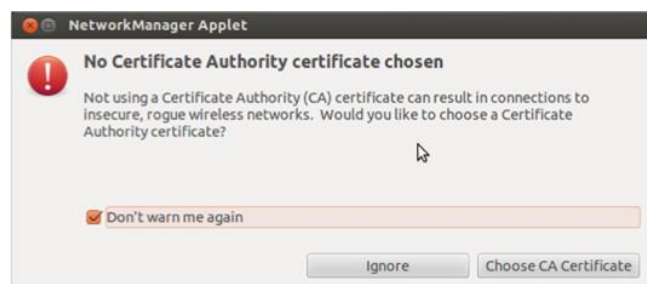 NetworkManager Applet
No Certificate Authority certificate chosen
Not using a Certificate Authority (CA) certificate can result in connections to
insecure, rogue wireless networks. Would you like to choose a Certificate
Authority certificate?
Don't warn me again
Ignore
Choose CA Certificate